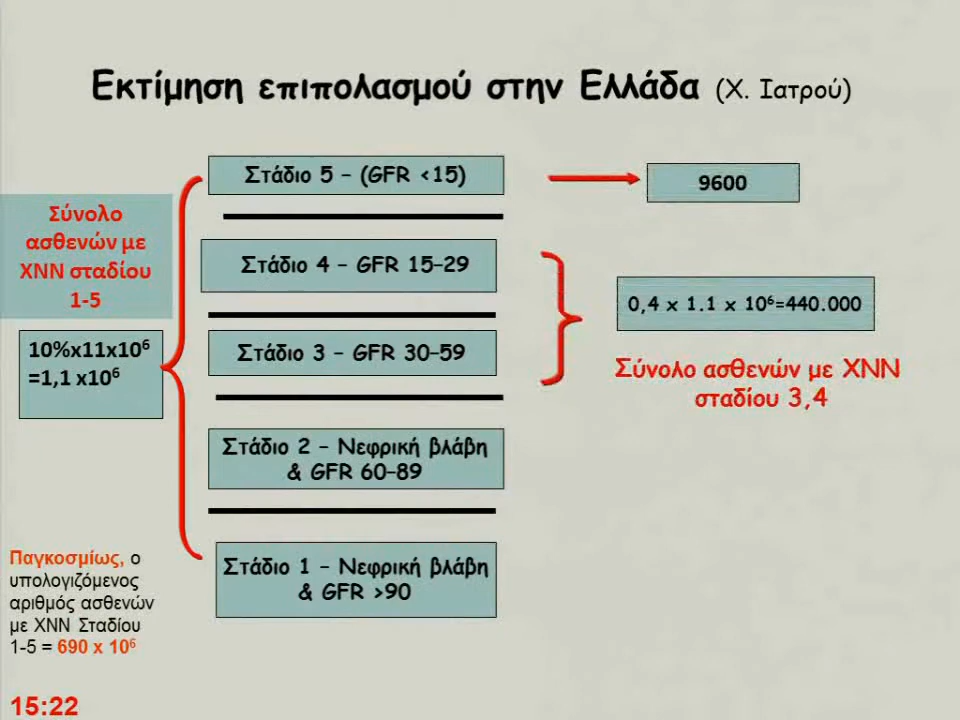 Εκτίμηση επιπολασμού στην Ελλάδα (Χ. Ιατρού)
Στάδιο 5 – (GFR <15)
9600
Σύνολο
ασθενών με
ΧΝΝ σταδίου
1-5
Στάδιο 4 – GFR 15–29
0,4 x 1.1 x 10⁶=440.000
10%x11x10⁶
=1,1 x10⁶
Στάδιο 3 – GFR 30–59
Σύνολο ασθενών με ΧΝΝ
σταδίου 3,4
Στάδιο 2 – Νεφρική βλάβη
& GFR 60–89
Στάδιο 1 – Νεφρική βλάβη
& GFR >90
Παγκοσμίως, ο
υπολογιζόμενος
αριθμός ασθενών
με ΧΝΝ Σταδίου
1-5 = 690 x 10⁶
15:22